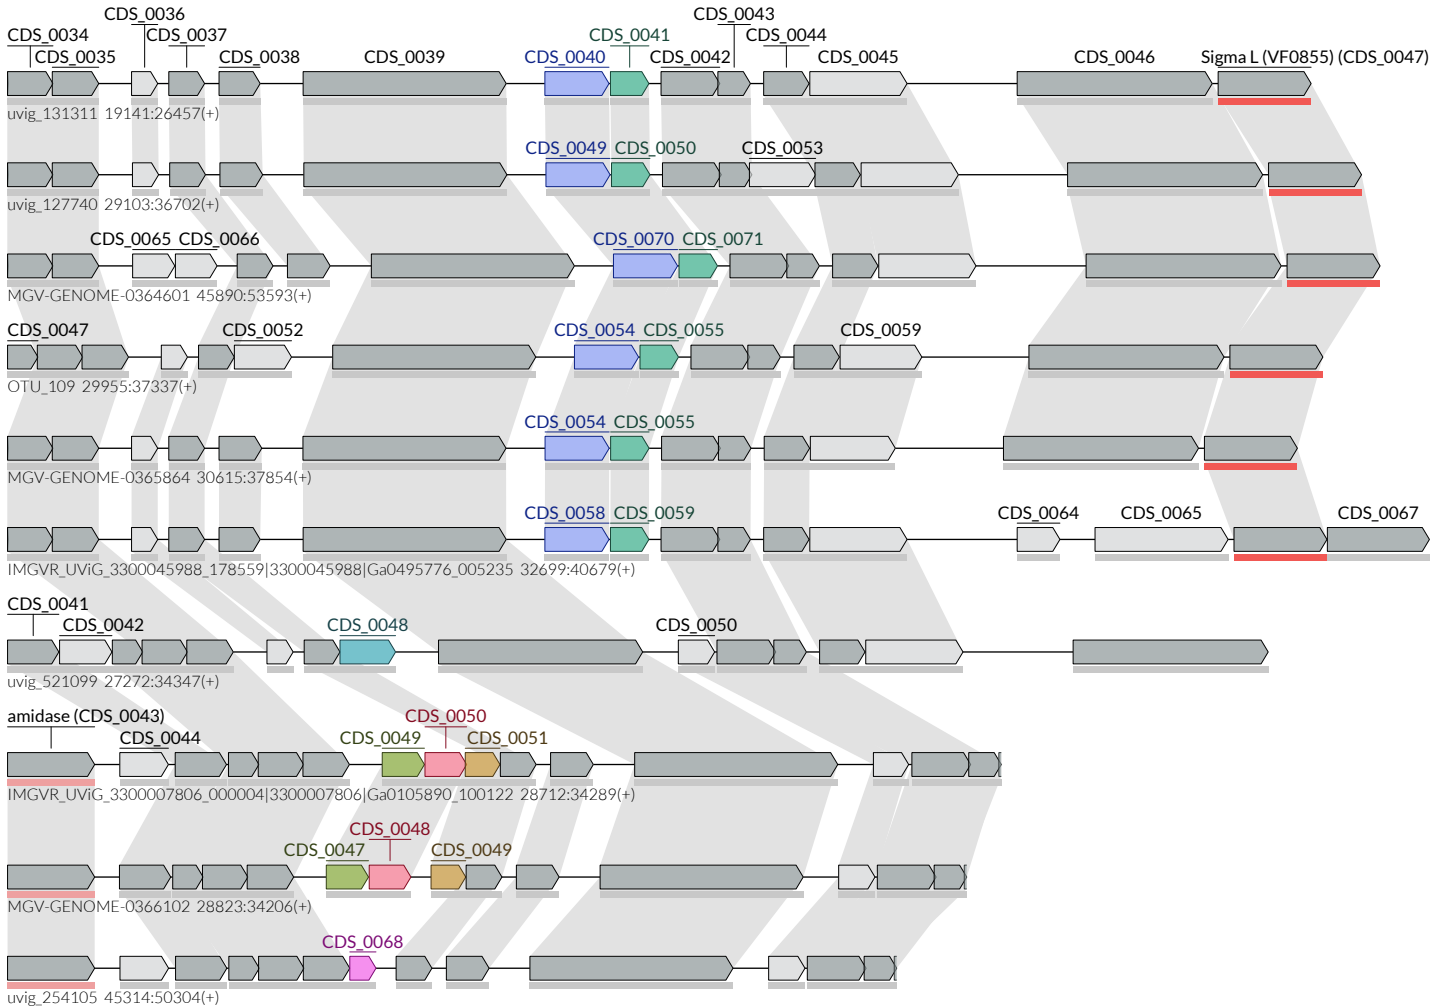 CDS_0036 CDS_0043
CDS_0034 CDS_0037 CDS_0041 CDS_0044
CDS_0035 CDS_0038 CDS_0039 CDS_0040 CDS_0042 CDS_0045 CDS_0046 Sigma L (VF0855) (CDS_0047)
uvig_131311 19141:26457(+)
CDS_0049 CDS_0050 CDS_0053
uvig_127740 29103:36702(+)
CDS_0065 CDS_0066 CDS_0070 CDS_0071
MGV-GENOME-0364601 45890:53593(+)
CDS_0047 CDS_0052 CDS_0054 CDS_0055 CDS_0059
OTU_109 29955:37337(+)
CDS_0054 CDS_0055
MGV-GENOME-0365864 30615:37854(+)
CDS_0058 CDS_0059 CDS_0064 CDS_0065 CDS_0067
IMGVR_UViG_3300045988_178559|3300045988|Ga0495776_005235 32699:40679(+)
CDS_0041
CDS_0042 CDS_0048 CDS_0050
uvig_521099 27272:34347(+)
amidase (CDS_0043) CDS_0050
CDS_0044 CDS_0049 CDS_0051
IMGVR_UViG_3300007806_000004|3300007806|Ga0105890_100122 28712:34289(+)
CDS_0048
CDS_0047 CDS_0049
MGV-GENOME-0366102 28823:34206(+)
CDS_0068
uvig_254105 45314:50304(+)